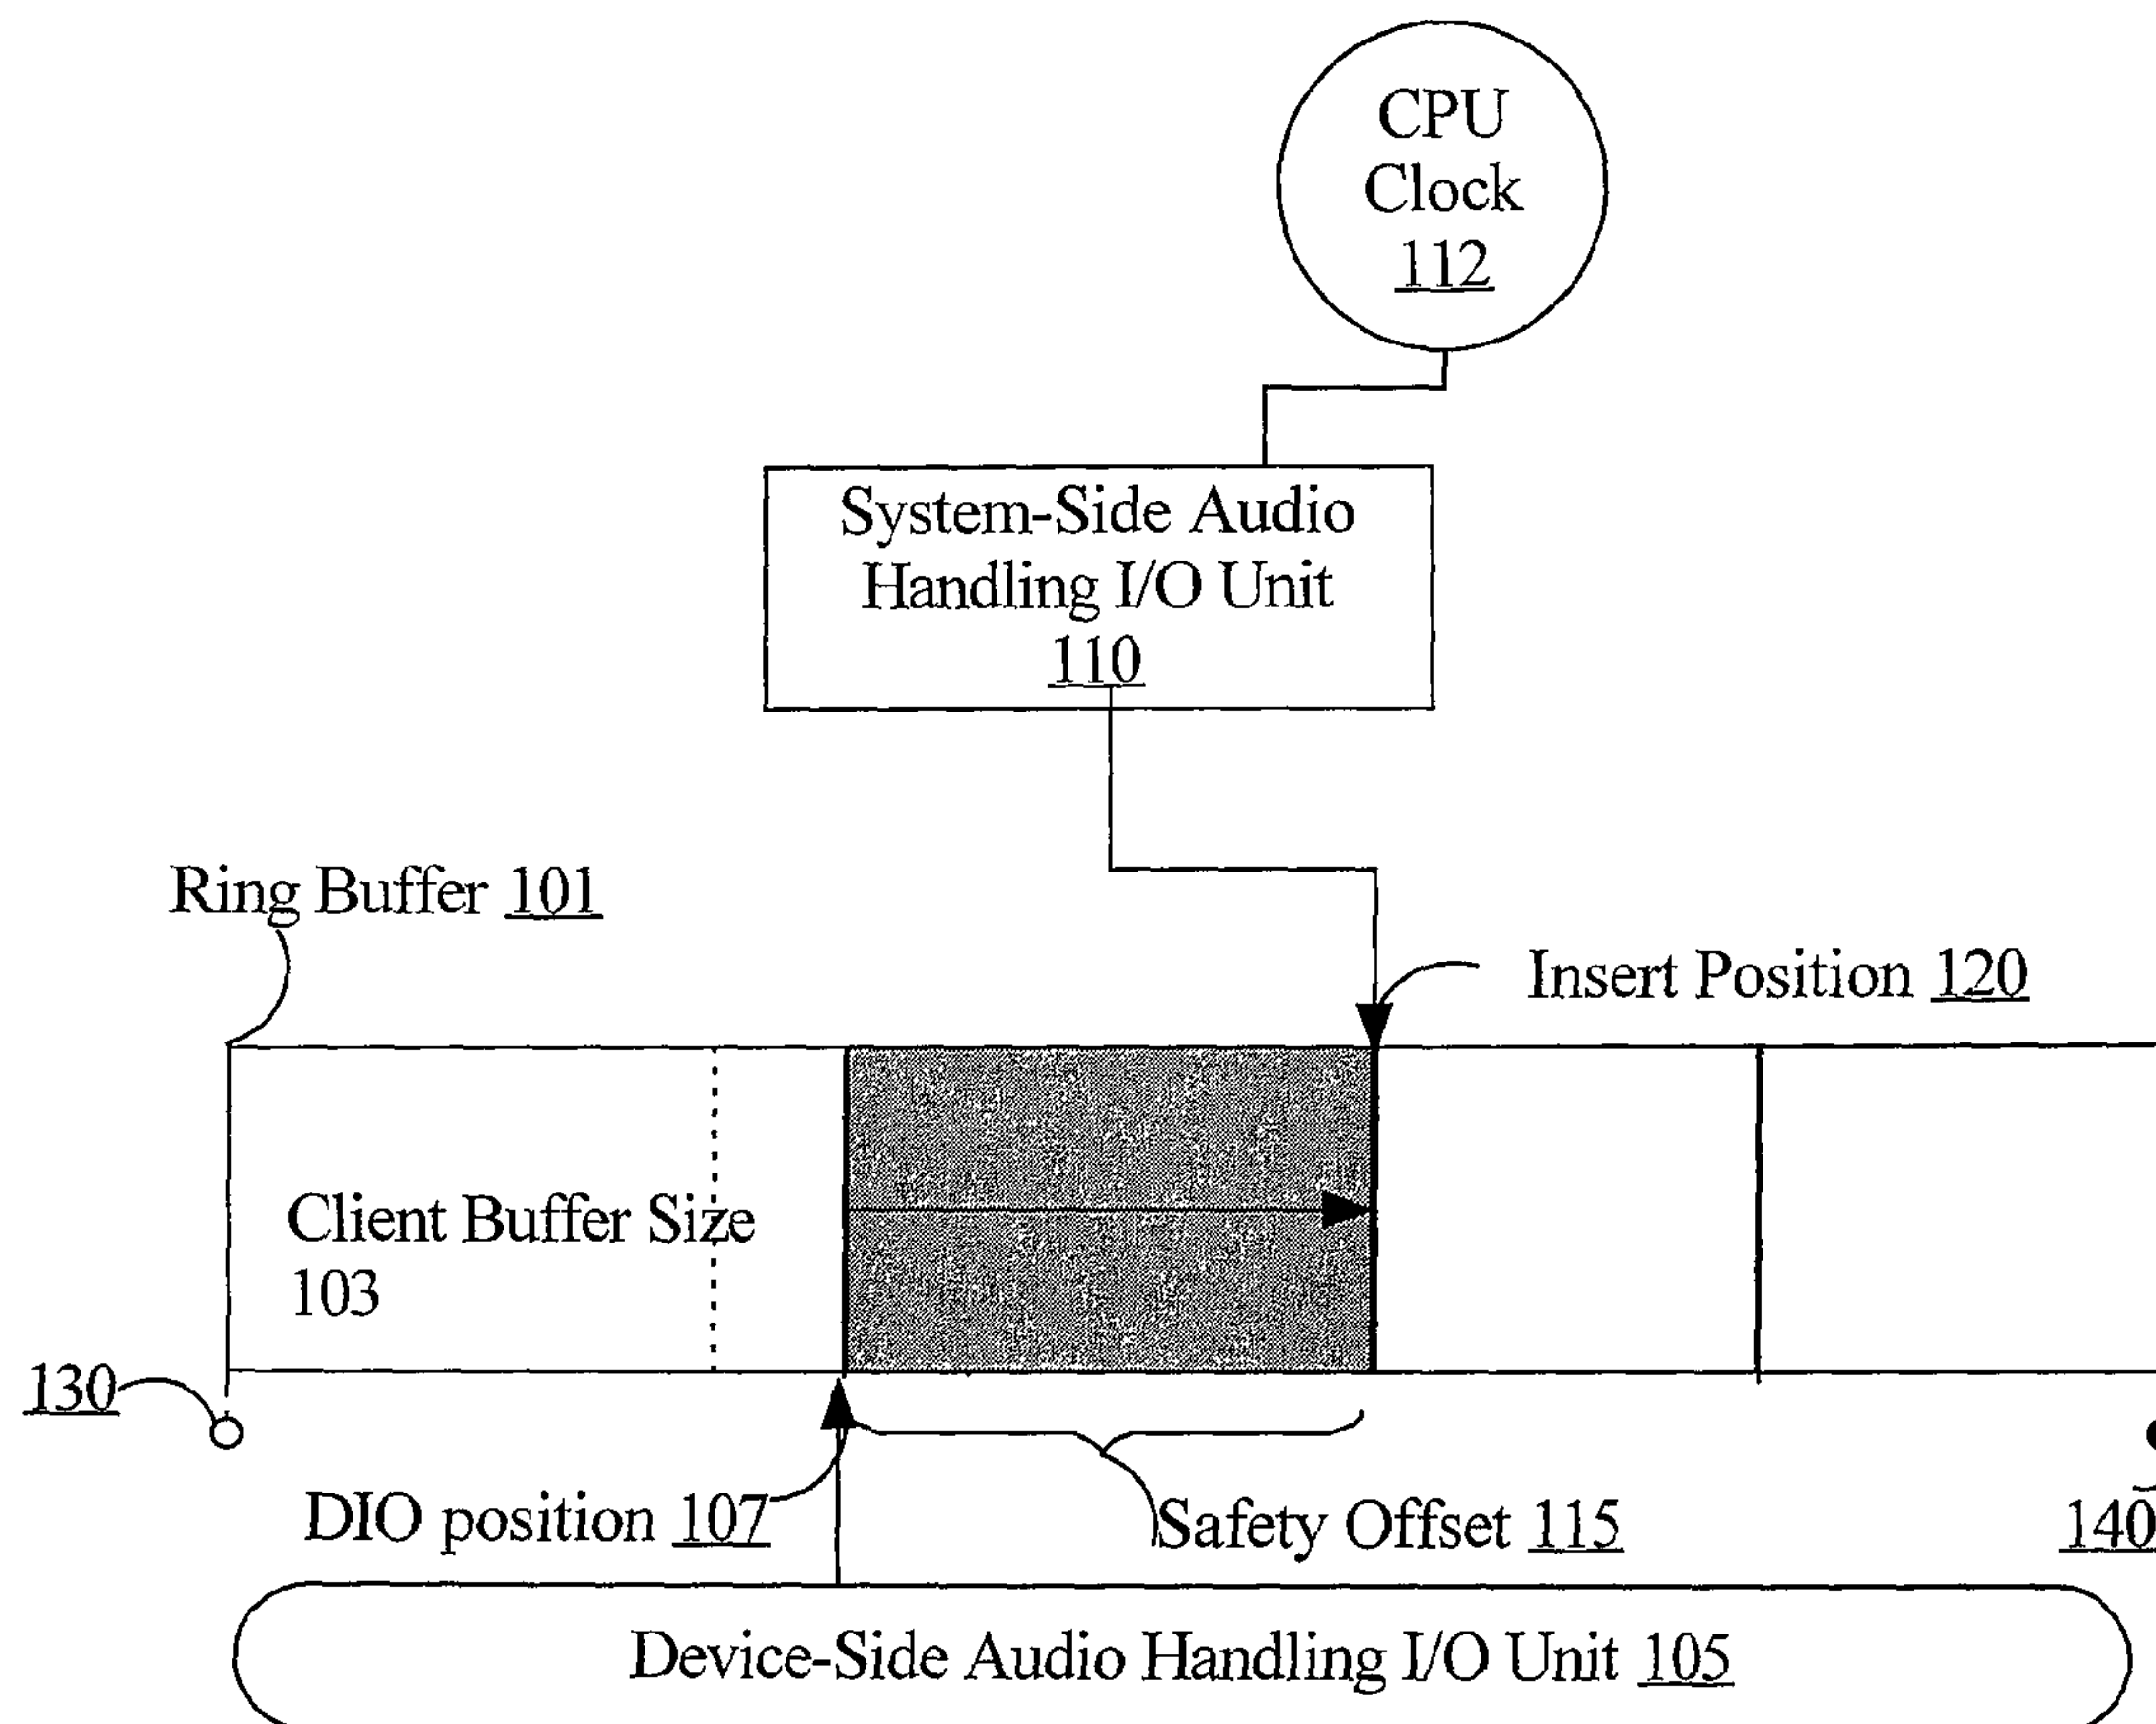 CPU
Clock
112
System-Side Audio
Handling I/O Unit
110
Ring Buffer 101
Insert Position 120
Client Buffer Size
103
130
DIO position 107
Safety Offset 115
140
Device-Side Audio Handling I/O Unit 105